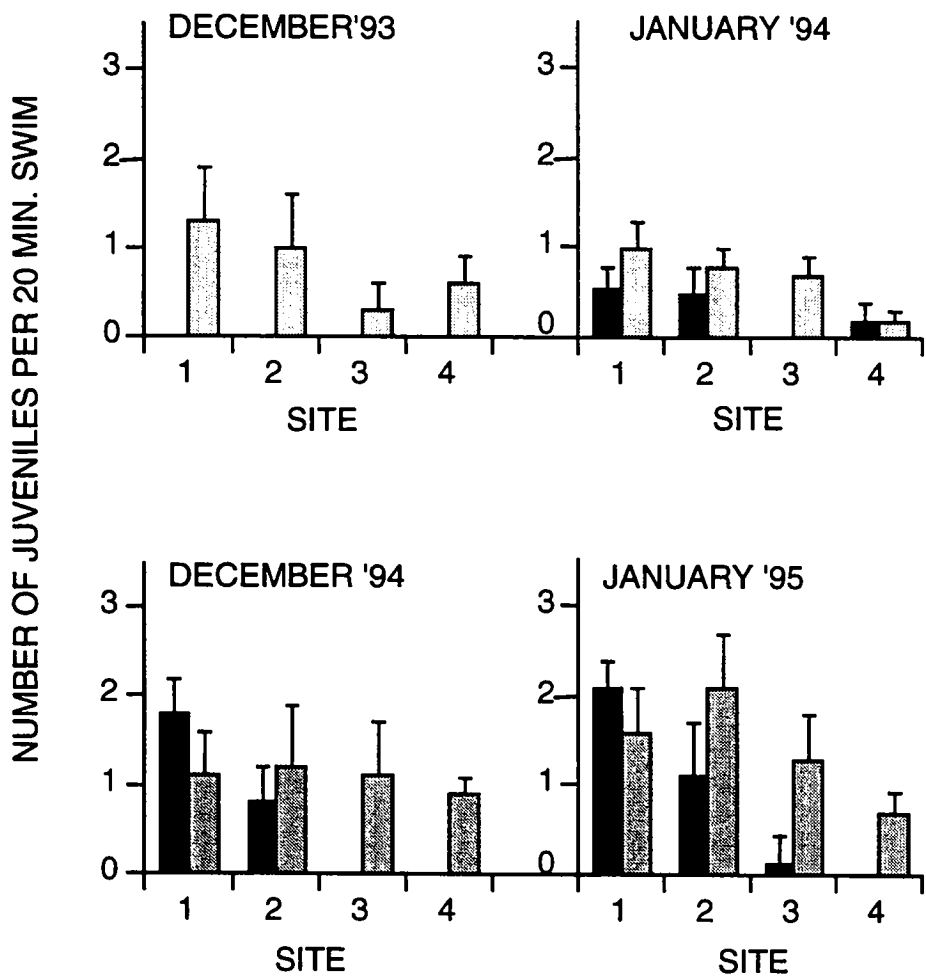 NUMBER OF JUVENILES PER 20 MIN. SWIM
DECEMBER'93
3
2
1
0
1 2 3 4
SITE
JANUARY '94
3
2
1
0
1 2 3 4
SITE
DECEMBER '94
3
2
1
0
1 2 3 4
SITE
JANUARY '95
3
2
1
0
1 2 3 4
SITE